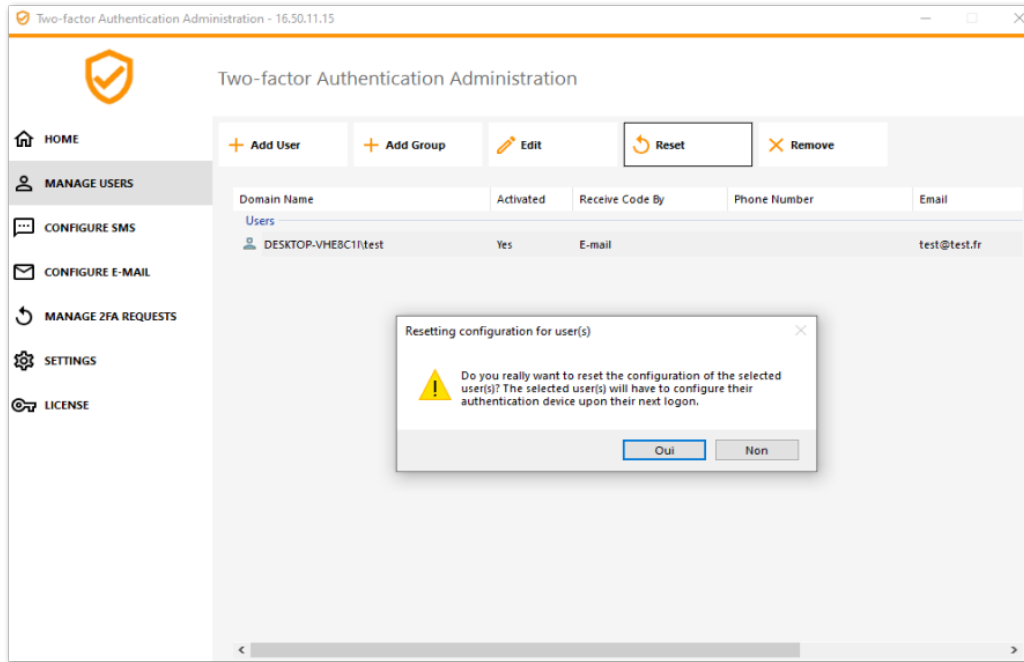 Two-factor Authentication Administration - 16.50.11.15
Two-factor Authentication Administration
HOME
MANAGE USERS
CONFIGURE SMS
CONFIGURE E-MAIL
MANAGE 2FA REQUESTS
SETTINGS
LICENSE
Add User
Add Group
Edit
Reset
Remove
Domain Name Activated Receive Code By Phone Number Email
Users
DESKTOP-VHE8C1I\test Yes E-mail test@test.fr
Resetting configuration for user(s)
Do you really want to reset the configuration of the selected
user(s)? The selected user(s) will have to configure their
authentication device upon their next logon.
Oui
Non